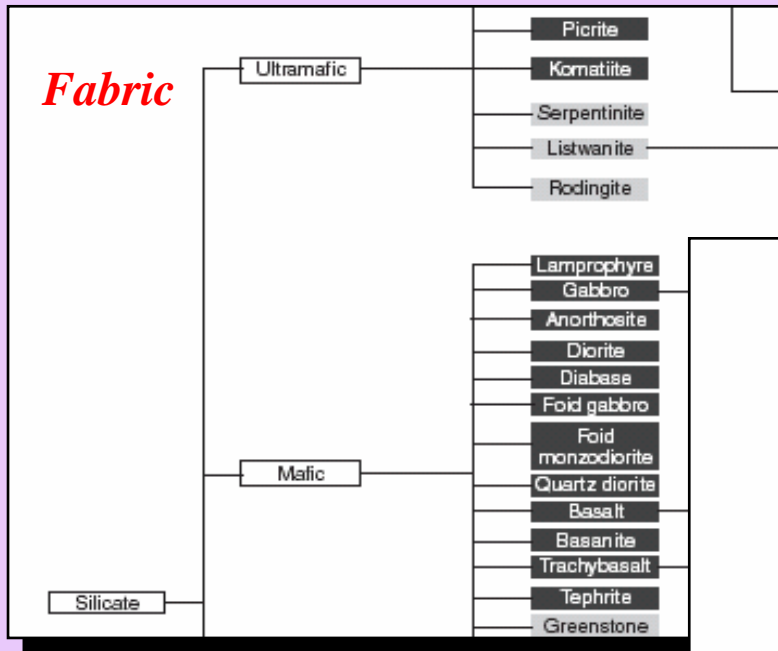 Fabric
Ultramafic
Picrite
Komatiite
Serpentinite
Listwanite
Rodingite
Silicate
Mafic
Lamprophyre
Gabbro
Anorthosite
Diorite
Diabase
Foid gabbro
Foid
monzodiorite
Quartz diorite
Basalt
Basanite
Trachybasalt
Tephrite
Greenstone